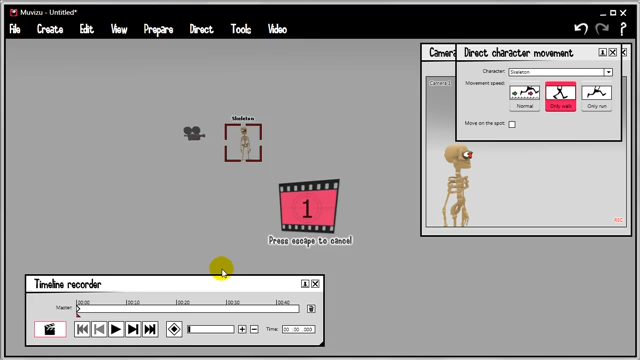 Muvizu - Untitled*
File Create Edit View Prepare Direct Tools Video
?
Camera
Direct character movement
Character: Skeleton
Movement speed:
Normal Only walk Only run
Move on the spot:
Camera 1
REC
Skeleton
1
Press escape to cancel
Timeline recorder
Master: 00:00 00:10 00:20 00:30 00:40
Time: 00 :00 :000